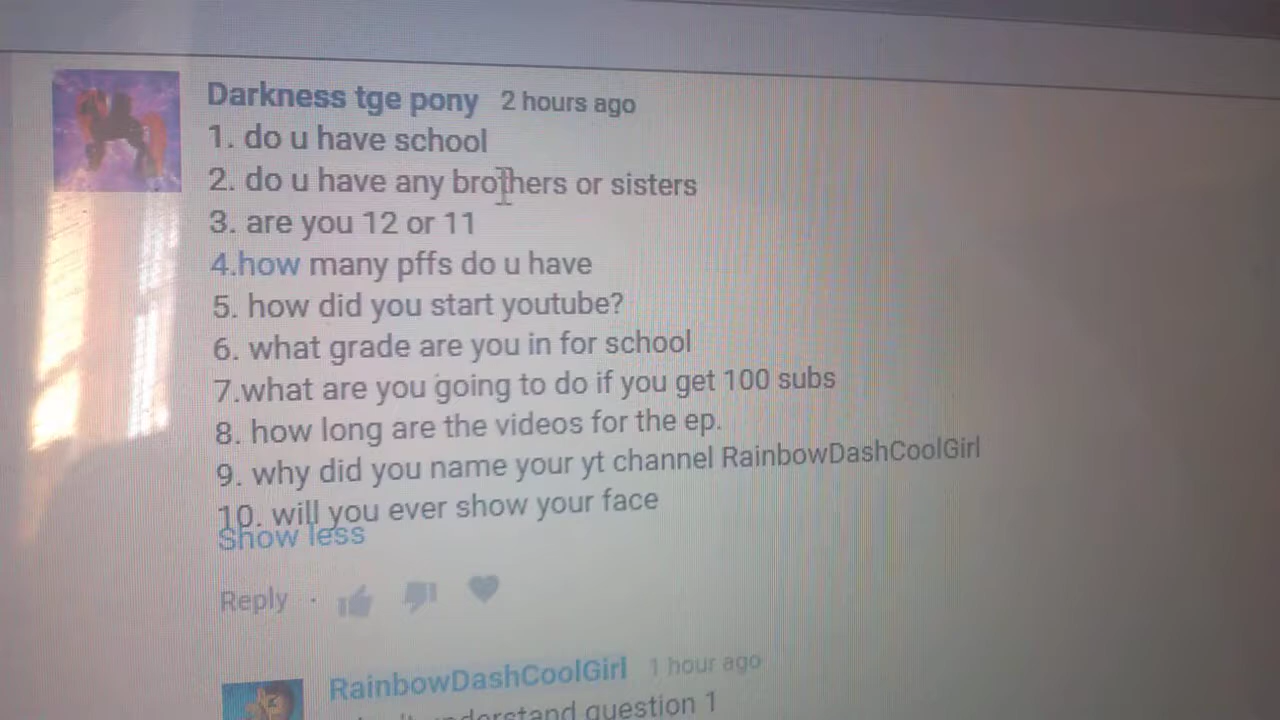 Darkness tge pony 2 hours ago
1. do u have school
2. do u have any brothers or sisters
3. are you 12 or 11
4.how many pffs do u have
5. how did you start youtube?
6. what grade are you in for school
7.what are you going to do if you get 100 subs
8. how long are the videos for the ep.
9. why did you name your yt channel RainbowDashCoolGirl
10. will you ever show your face
Show less
Reply ·
RainbowDashCoolGirl 1 hour ago
understand question 1